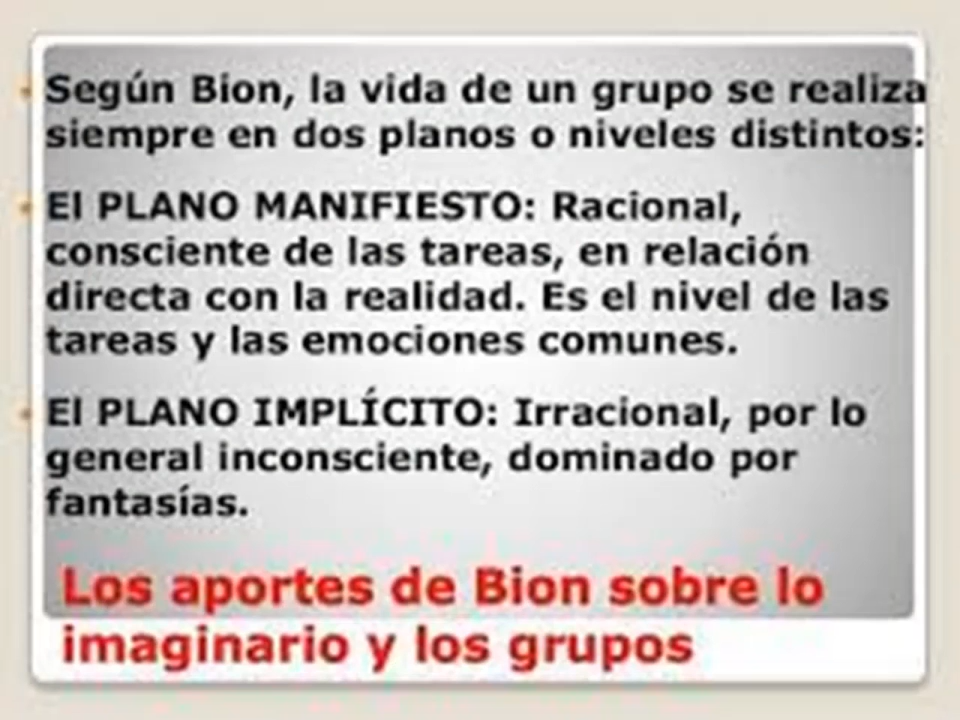 Según Bion, la vida de un grupo se realiza
siempre en dos planos o niveles distintos:
El PLANO MANIFIESTO: Racional,
consciente de las tareas, en relación
directa con la realidad. Es el nivel de las
tareas y las emociones comunes.
El PLANO IMPLÍCITO: Irracional, por lo
general inconsciente, dominado por
fantasías.
Los aportes de Bion sobre lo
imaginario y los grupos